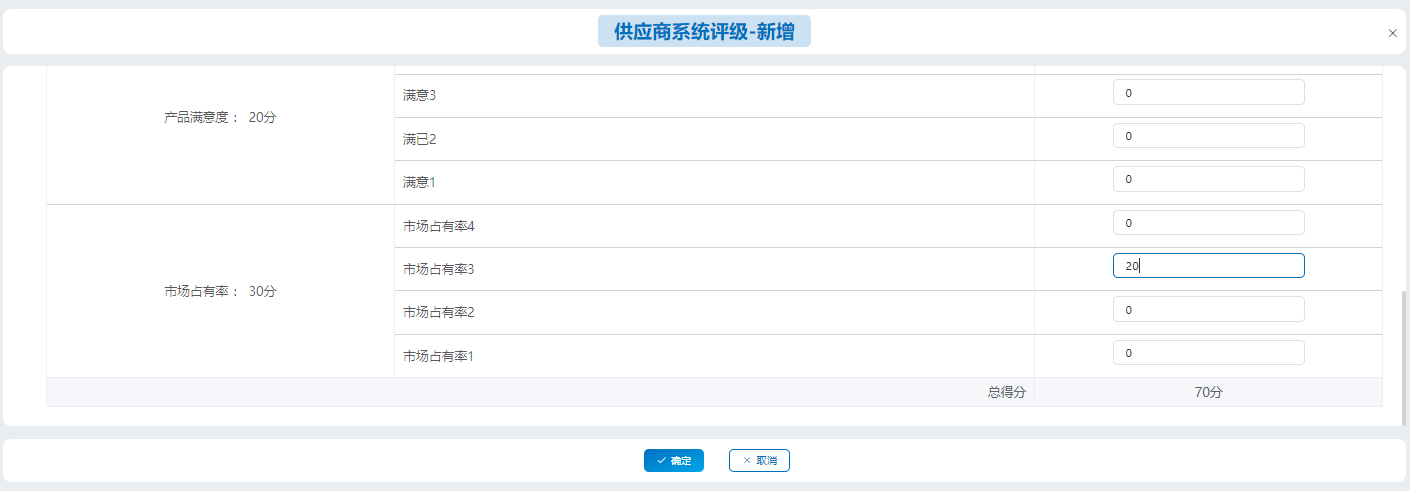 供应商系统评级-新增
满意3
0
产品满意度： 20分
满已2
0
满意1
0
市场占有率4
0
市场占有率3
20
市场占有率： 30分
市场占有率2
0
市场占有率1
0
总得分
70分
确定
取消